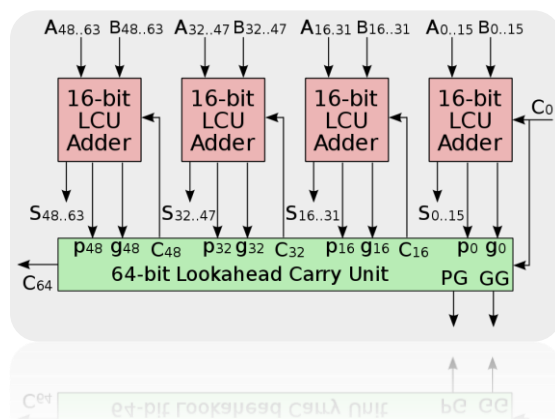 A48..63 B48..63 A32..47 B32..47 A16.31 B16..31 A0..15 B0..15
16-bit LCU Adder
16-bit LCU Adder
16-bit LCU Adder
16-bit LCU Adder
C0
S48..63 S32..47 S16..31 S0..15
p48 g48 C48 p32 g32 C32 p16 g16 C16 p0 g0
64-bit Lookahead Carry Unit
PG GG
C64